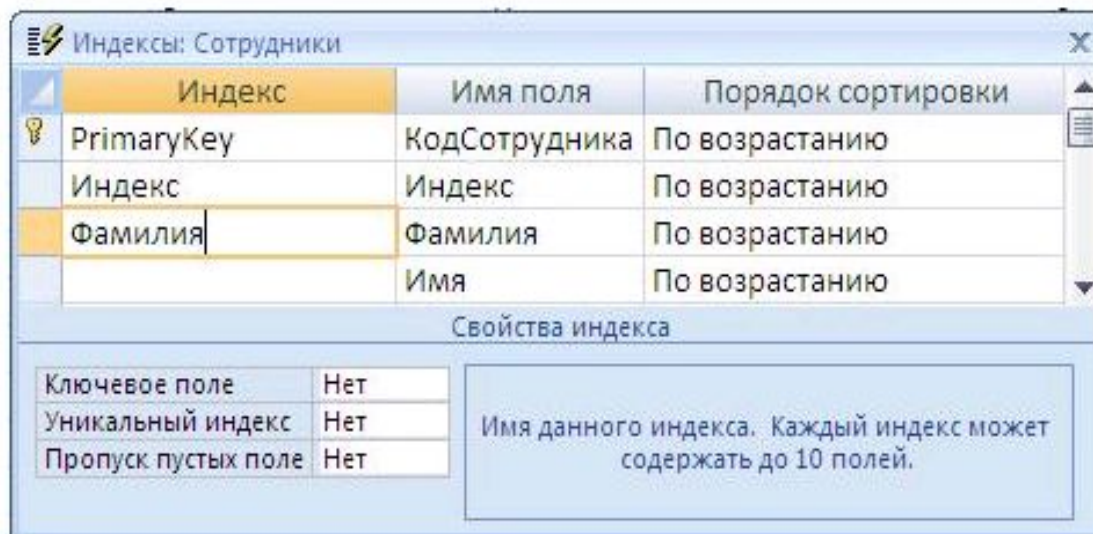 Индексы: Сотрудники
Индекс Имя поля Порядок сортировки
PrimaryKey КодСотрудника По возрастанию
Индекс Индекс По возрастанию
Фамилия Фамилия По возрастанию
Имя По возрастанию
Свойства индекса
Ключевое поле Нет
Уникальный индекс Нет
Пропуск пустых поле Нет
Имя данного индекса. Каждый индекс может
содержать до 10 полей.